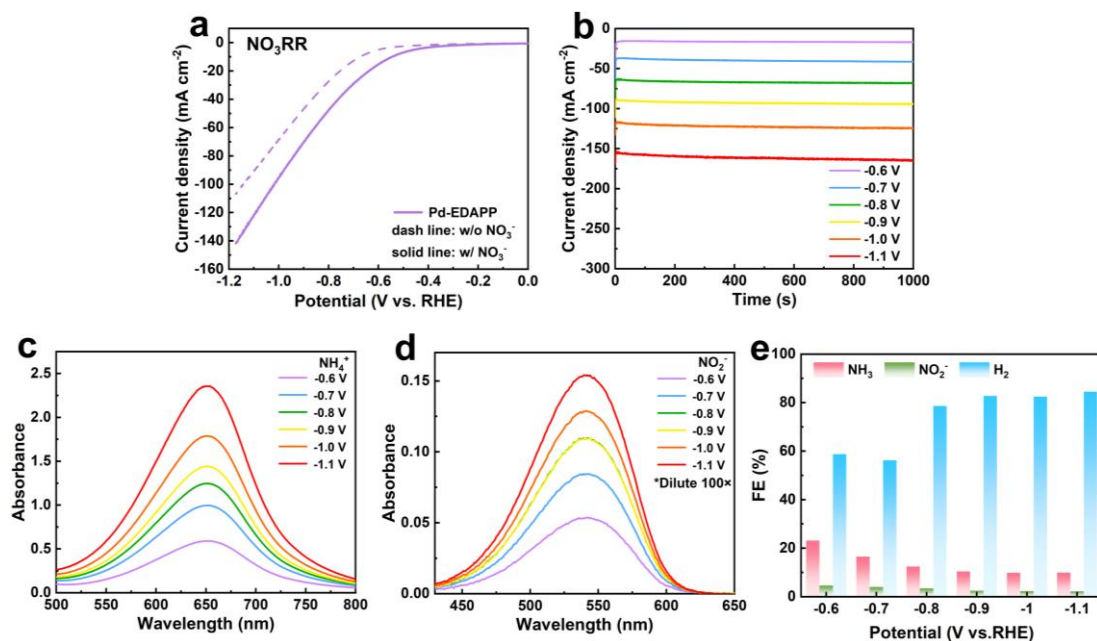 a
NO₃RR
Current density (mA cm⁻²)
0
-20
-40
-60
-80
-100
-120
-140
-160
-1.2
-1.0
-0.8
-0.6
-0.4
-0.2
0.0
Potential (V vs. RHE)
Pd-EDAPP
dash line: w/o NO₃⁻
solid line: w/ NO₃⁻
b
Current density (mA cm⁻²)
0
-50
-100
-150
-200
-250
-300
0
200
400
600
800
1000
Time (s)
-0.6 V
-0.7 V
-0.8 V
-0.9 V
-1.0 V
-1.1 V
c
Absorbance
2.5
2.0
1.5
1.0
0.5
0.0
500
550
600
650
700
750
800
Wavelength (nm)
NH₄⁺
-0.6 V
-0.7 V
-0.8 V
-0.9 V
-1.0 V
-1.1 V
d
Absorbance
0.15
0.10
0.05
0.00
450
500
550
600
650
Wavelength (nm)
NO₂⁻
-0.6 V
-0.7 V
-0.8 V
-0.9 V
-1.0 V
-1.1 V
*Dilute 100×
e
FE (%)
100
80
60
40
20
0
NH₃
NO₂⁻
H₂
-0.6
-0.7
-0.8
-0.9
-1
-1.1
Potential (V vs.RHE)